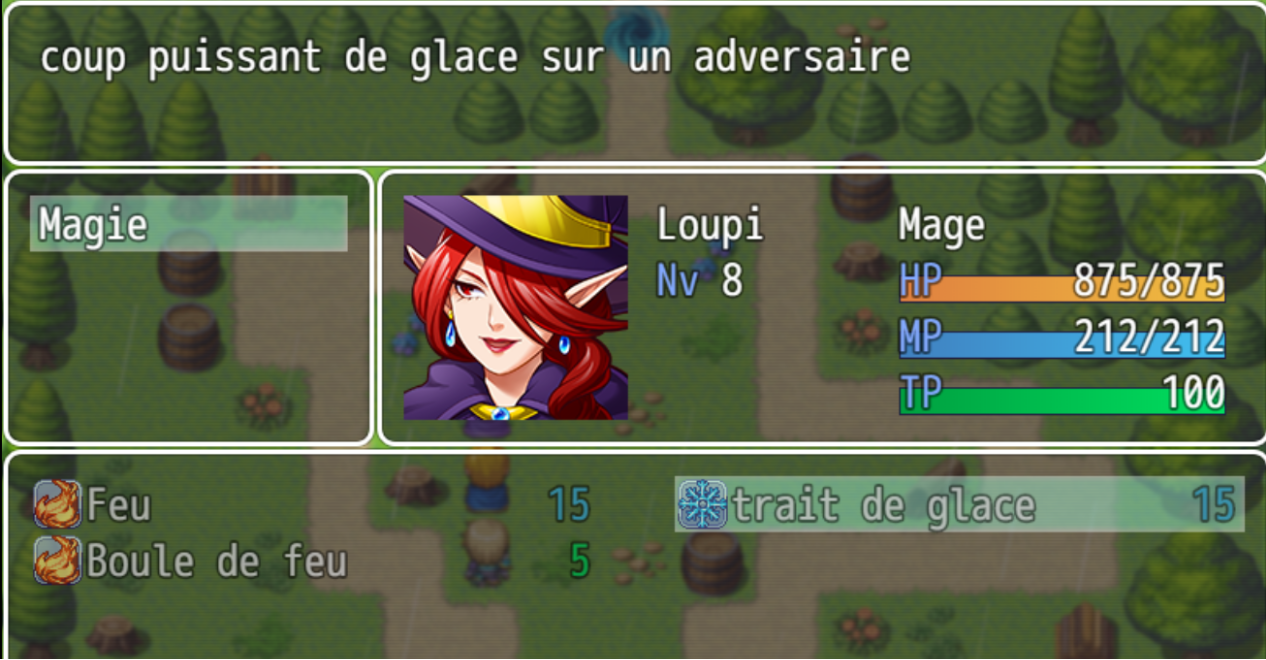 coup puissant de glace sur un adversaire
Magie
Loupi
Mage
Nv 8
HP 875/875
MP 212/212
TP 100
Feu 15
trait de glace 15
Boule de feu 5